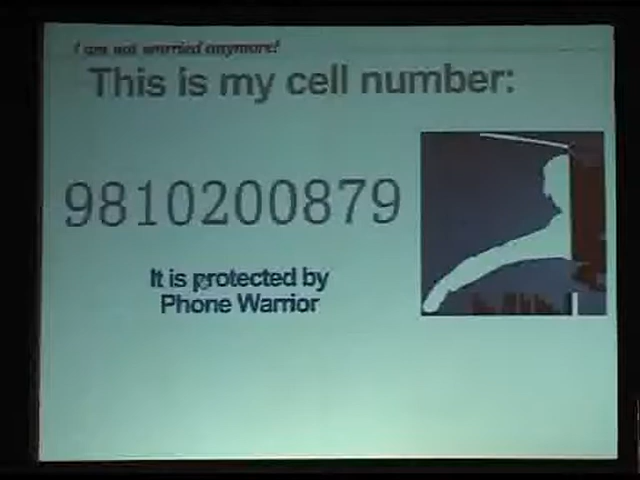 I am not worried anymore!
This is my cell number:
9810200879
It is protected by
Phone Warrior